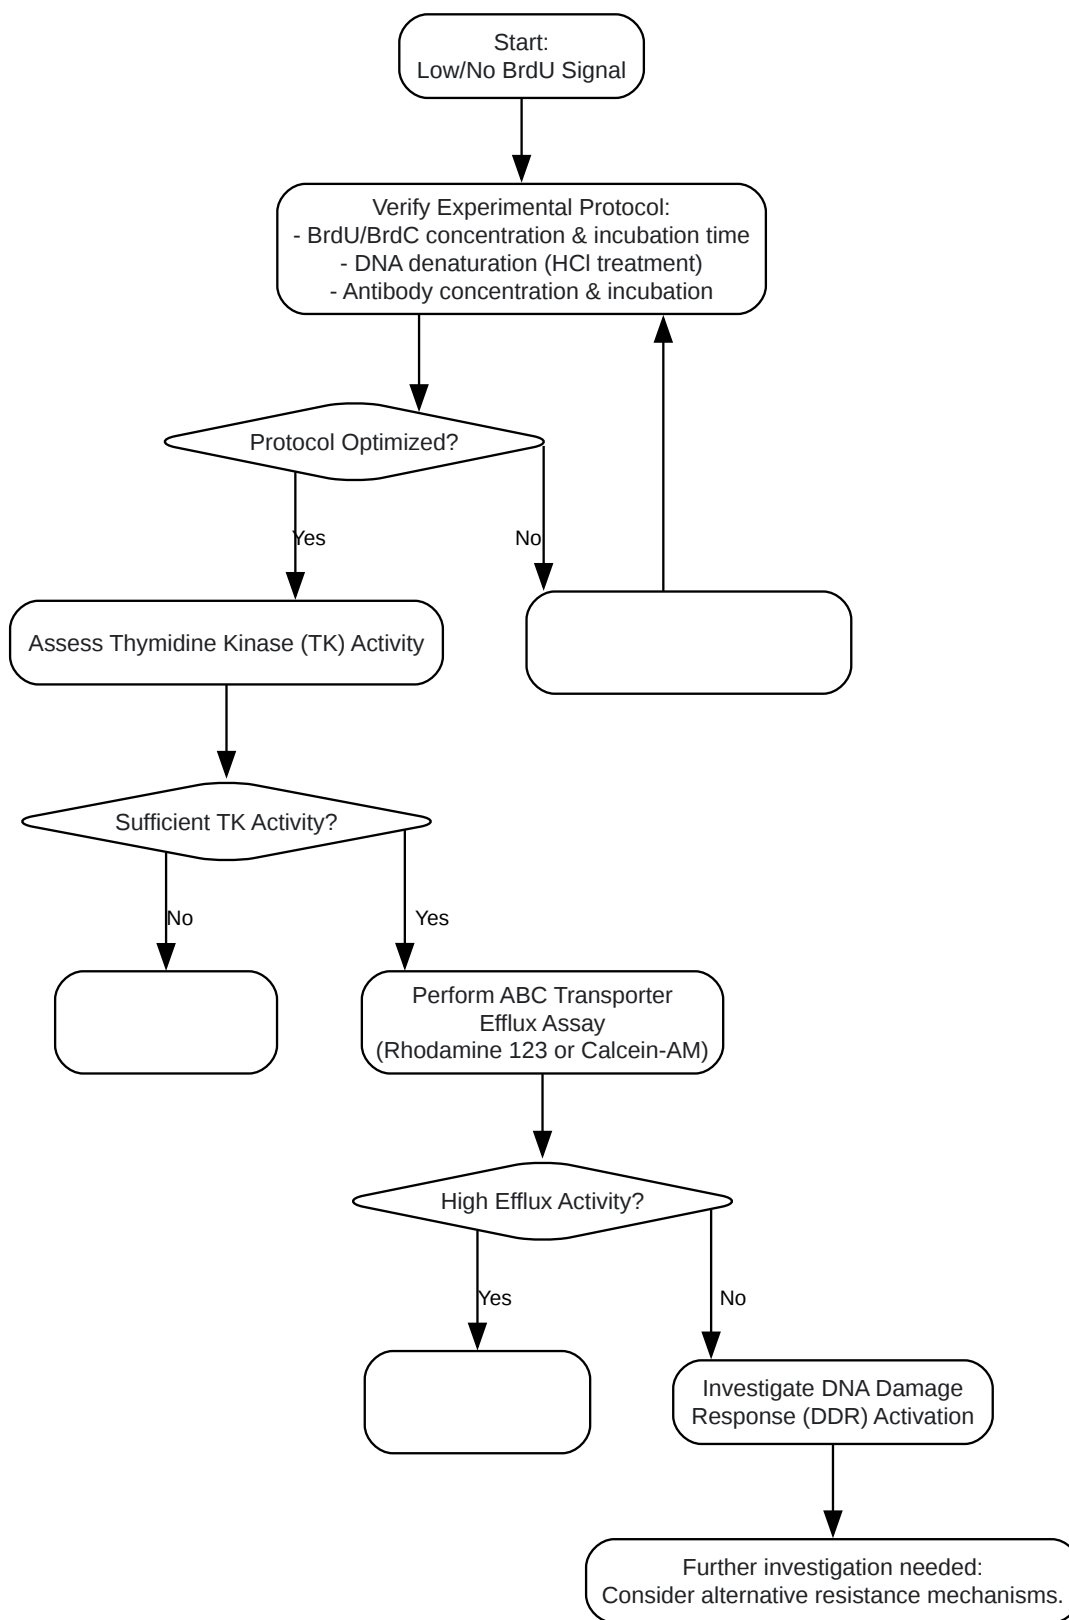 Start:
Low/No BrdU Signal
Verify Experimental Protocol:
- BrdU/BrdC concentration & incubation time
- DNA denaturation (HCl treatment)
- Antibody concentration & incubation
Protocol Optimized?
Yes
No
Assess Thymidine Kinase (TK) Activity
Sufficient TK Activity?
No
Yes
Perform ABC Transporter
Efflux Assay
(Rhodamine 123 or Calcein-AM)
High Efflux Activity?
Yes
No
Investigate DNA Damage
Response (DDR) Activation
Further investigation needed:
Consider alternative resistance mechanisms.